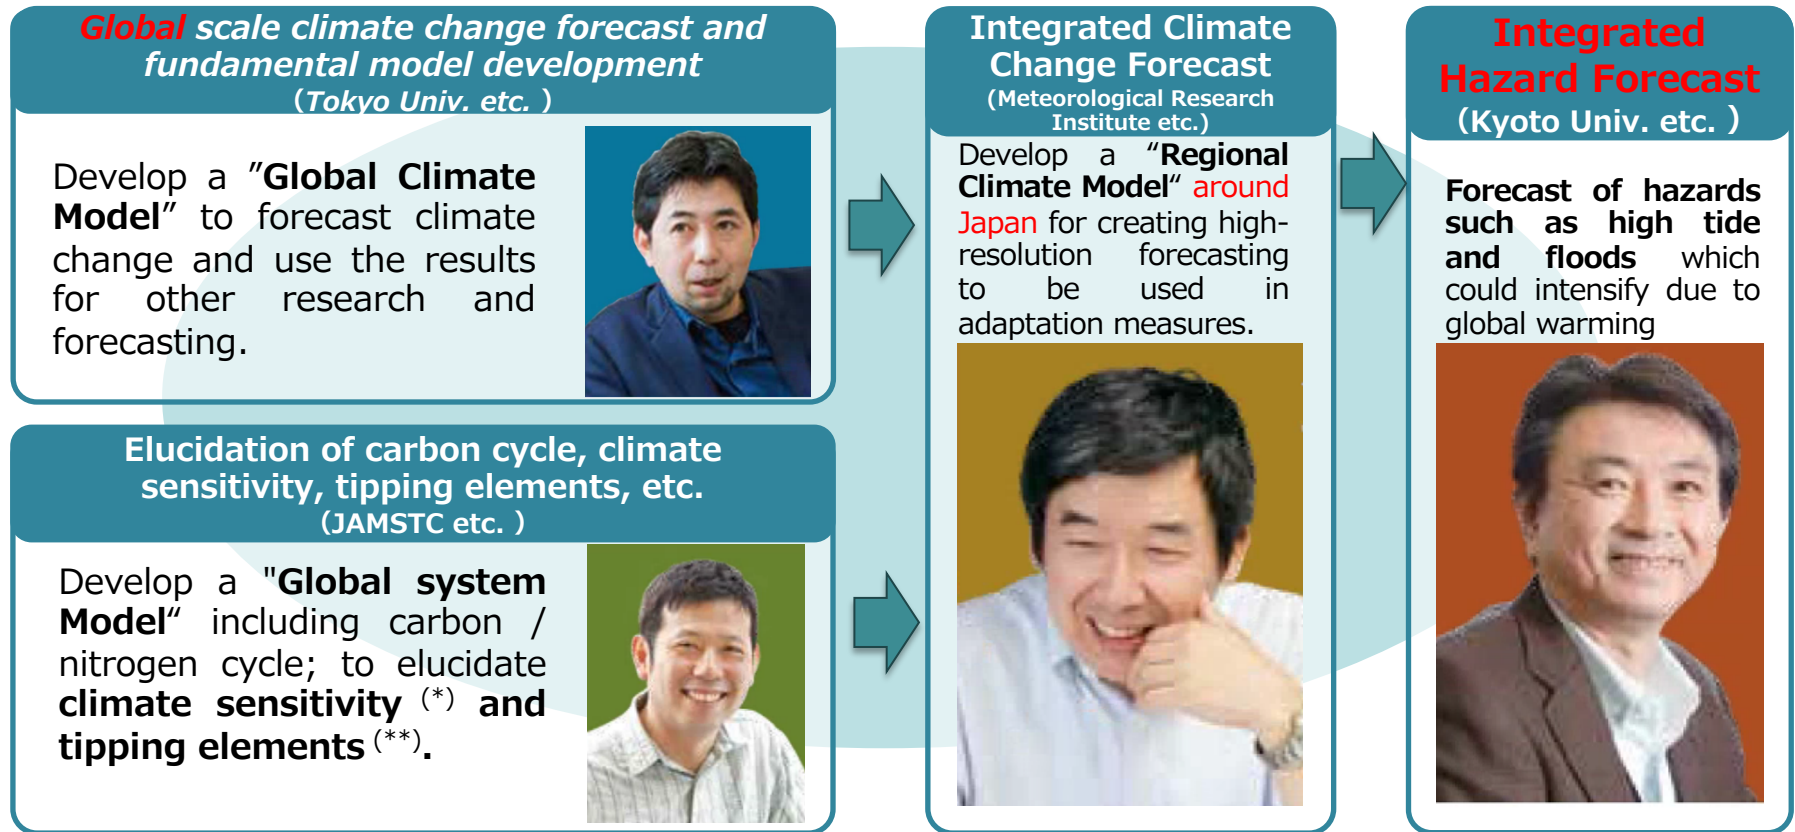 Global scale climate change forecast and
fundamental model development
（Tokyo Univ. etc. ）
Develop a ”Global Climate
Model” to forecast climate
change and use the results
for other research and
forecasting.
Elucidation of carbon cycle, climate
sensitivity, tipping elements, etc.
（JAMSTC etc. ）
Develop a "Global system
Model“ including carbon /
nitrogen cycle; to elucidate
climate sensitivity (*) and
tipping elements (**).
Integrated Climate
Change Forecast
(Meteorological Research
Institute etc.)
Develop a “Regional
Climate Model“ around
Japan for creating high-
resolution forecasting
to be used in
adaptation measures.
Integrated
Hazard Forecast
（Kyoto Univ. etc. ）
Forecast of hazards
such as high tide
and floods which
could intensify due to
global warming